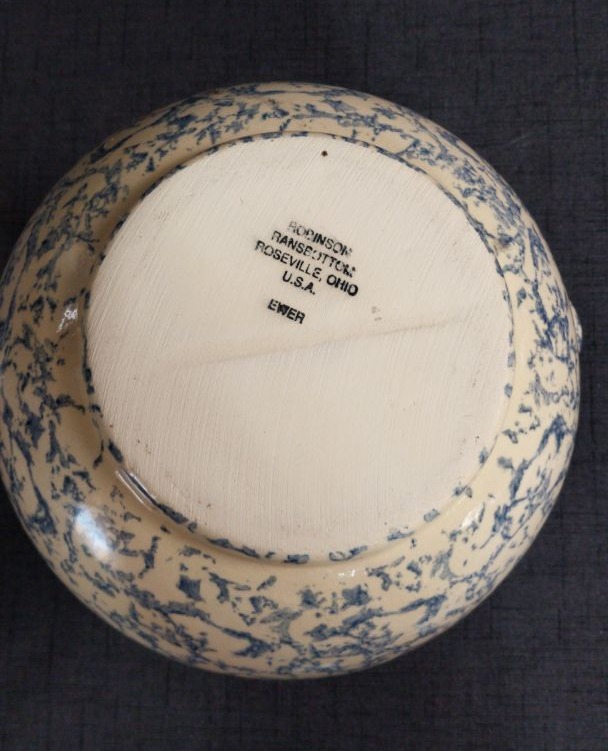 ROBINSON
RANSBOTTOM
ROSEVILLE, OHIO
U.S.A.
EWER